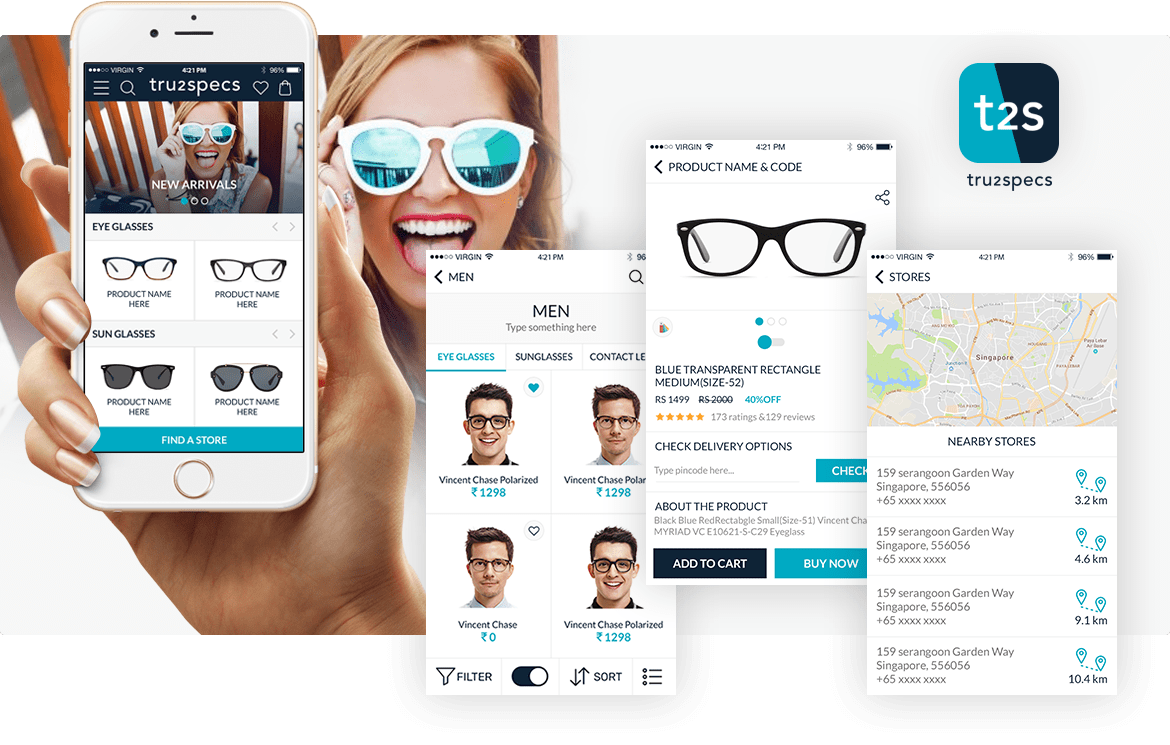 VIRGIN 4:21 PM 96%
tru2specs
NEW ARRIVALS
EYE GLASSES
PRODUCT NAME
HERE
PRODUCT NAME
HERE
SUN GLASSES
PRODUCT NAME
HERE
PRODUCT NAME
HERE
FIND A STORE
VIRGIN 4:21 PM 96
MEN
MEN
Type something here
EYE GLASSES SUNGLASSES CONTACT LE
Vincent Chase Polarized
₹ 1298
Vincent Chase Pola
₹ 1298
Vincent Chase
₹ 0
Vincent Chase Polarized
₹ 1298
FILTER SORT
VIRGIN 4:21 PM 96%
PRODUCT NAME & CODE
BLUE TRANSPARENT RECTANGLE
MEDIUM(SIZE-52)
RS 1499 RS 2000 40%OFF
173 ratings &129 reviews
CHECK DELIVERY OPTIONS
Type pincode here...
CHECK
ABOUT THE PRODUCT
Black Blue RedRectabgle Small(Size-51) Vincent Cha
MYRIAD VC E10621-S-C29 Eyeglass
ADD TO CART BUY NOW
t2s
tru2specs
VIRGIN 4:21 PM 96%
STORES
Singapore
NEARBY STORES
159 serangoon Garden Way
Singapore, 556056
+65 xxxx xxxx
3.2 km
159 serangoon Garden Way
Singapore, 556056
+65 xxxx xxxx
4.6 km
159 serangoon Garden Way
Singapore, 556056
+65 xxxx xxxx
9.1 km
159 serangoon Garden Way
Singapore, 556056
+65 xxxx xxxx
10.4 km